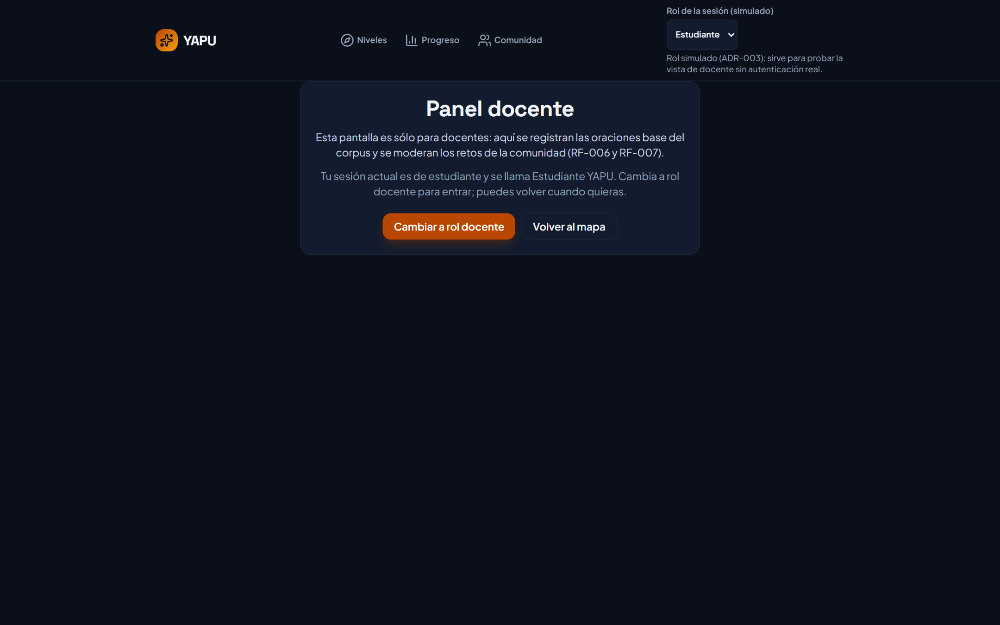 Rol de la sesión (simulado)
YAPU
Niveles
Progreso
Comunidad
Estudiante
Rol simulado (ADR-003): sirve para probar la
vista de docente sin autenticación real.
Panel docente
Esta pantalla es sólo para docentes: aquí se registran las oraciones base del
corpus y se moderan los retos de la comunidad (RF-006 y RF-007).
Tu sesión actual es de estudiante y se llama Estudiante YAPU. Cambia a rol
docente para entrar; puedes volver cuando quieras.
Cambiar a rol docente
Volver al mapa